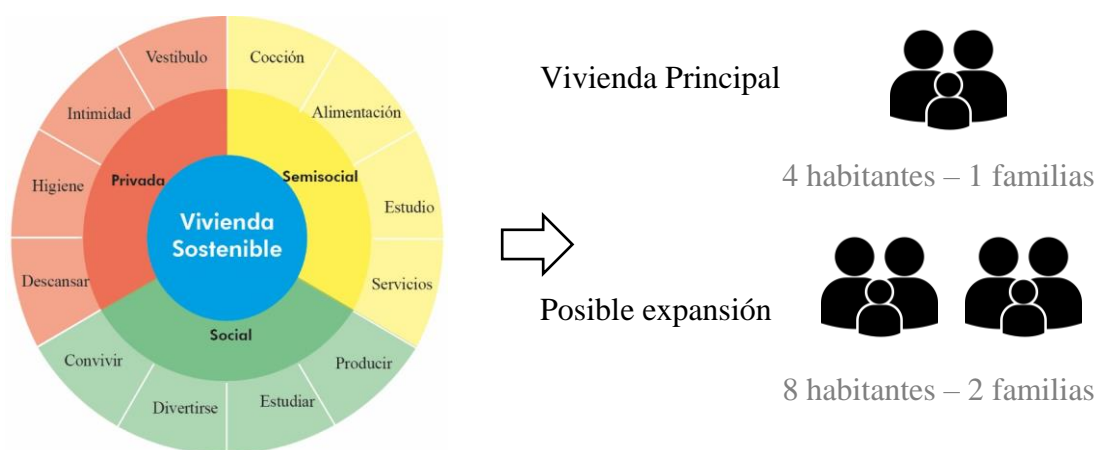 Vestibulo
Cocción
Intimidad
Alimentación
Higiene
Privada
Semisocial
Estudio
Vivienda
Sostenible
Descansar
Servicios
Social
Convivir
Producir
Divertirse
Estudiar
Vivienda Principal
4 habitantes – 1 familias
Posible expansión
8 habitantes – 2 familias